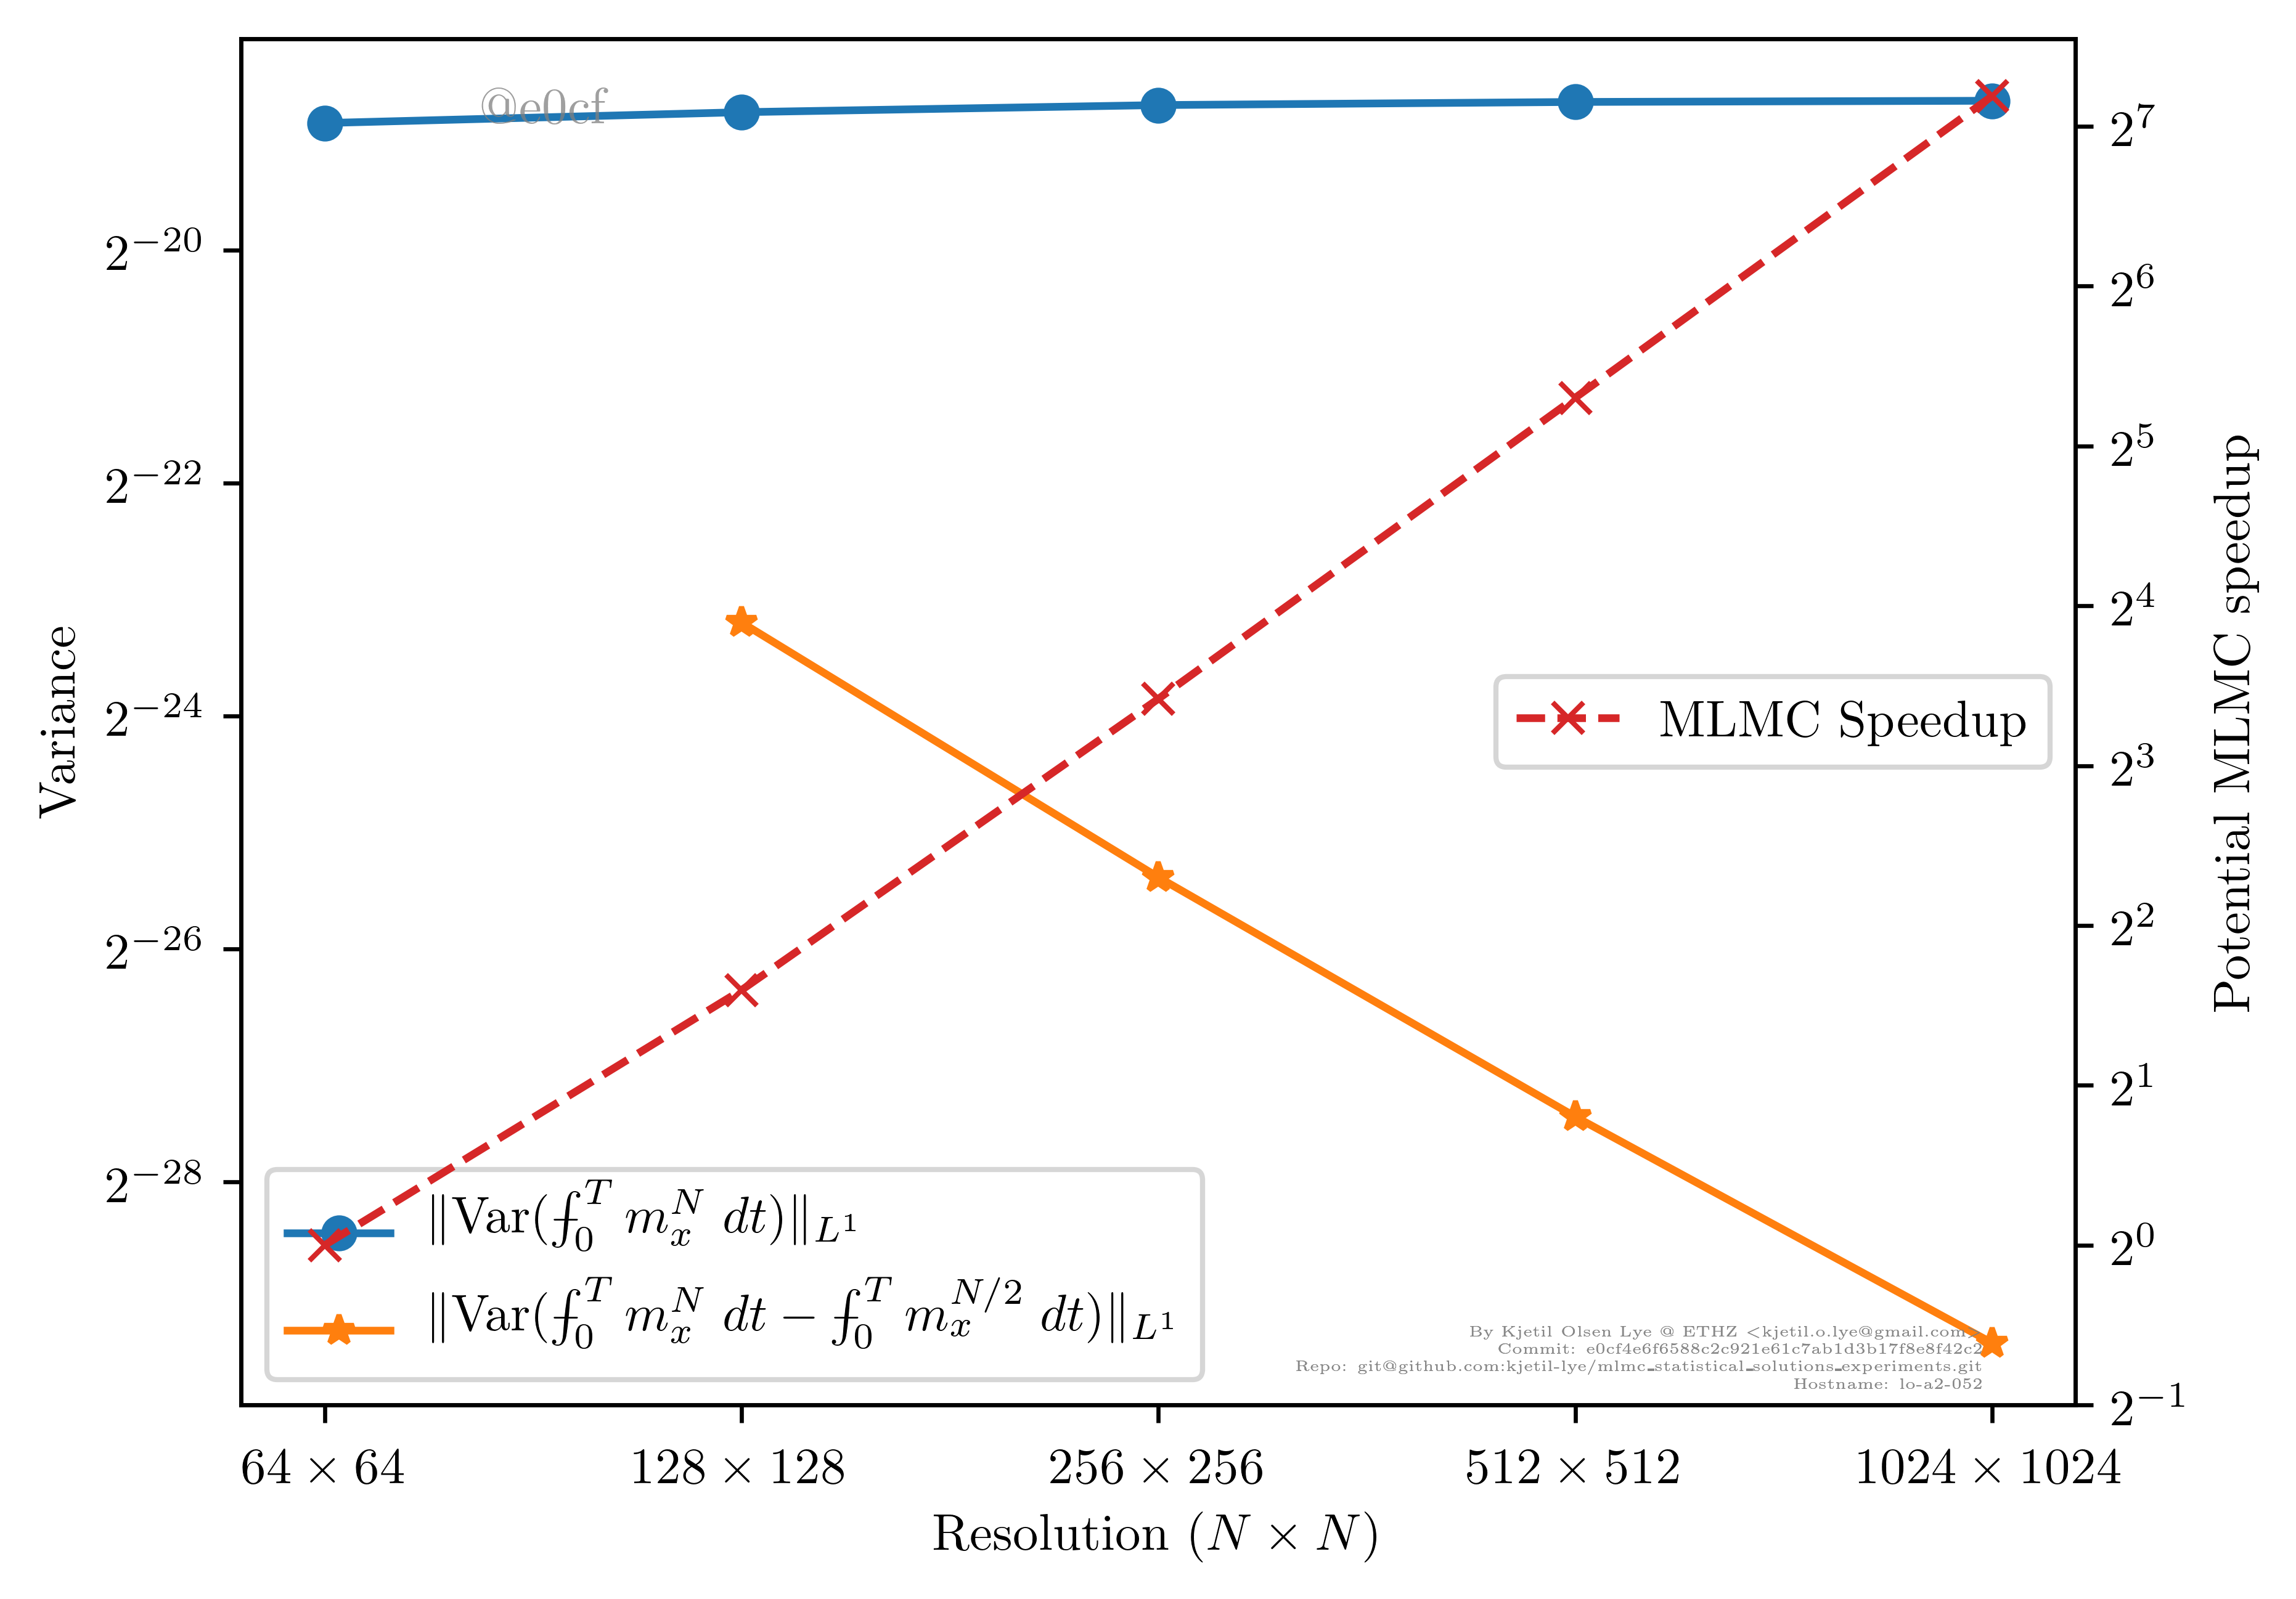 @e0cf
2^{-20}
2^{-22}
2^{-24}
2^{-26}
2^{-28}
Variance
2^7
2^6
2^5
2^4
2^3
2^2
2^1
2^0
2^{-1}
Potential MLMC speedup
MLMC Speedup
‖Var(⨍_0^T m_x^N dt)‖_{L^1}
‖Var(⨍_0^T m_x^N dt − ⨍_0^T m_x^{N/2} dt)‖_{L^1}
By Kjetil Olsen Lye @ ETHZ <kjetil.o.lye@gmail.com>
Commit: e0cf4e6f6588c2c921e61c7ab1d3b17f8e8f42c2
Repo: git@github.com:kjetil-lye/mlmc_statistical_solutions_experiments.git
Hostname: lo-a2-052
64 × 64
128 × 128
256 × 256
512 × 512
1024 × 1024
Resolution (N × N)